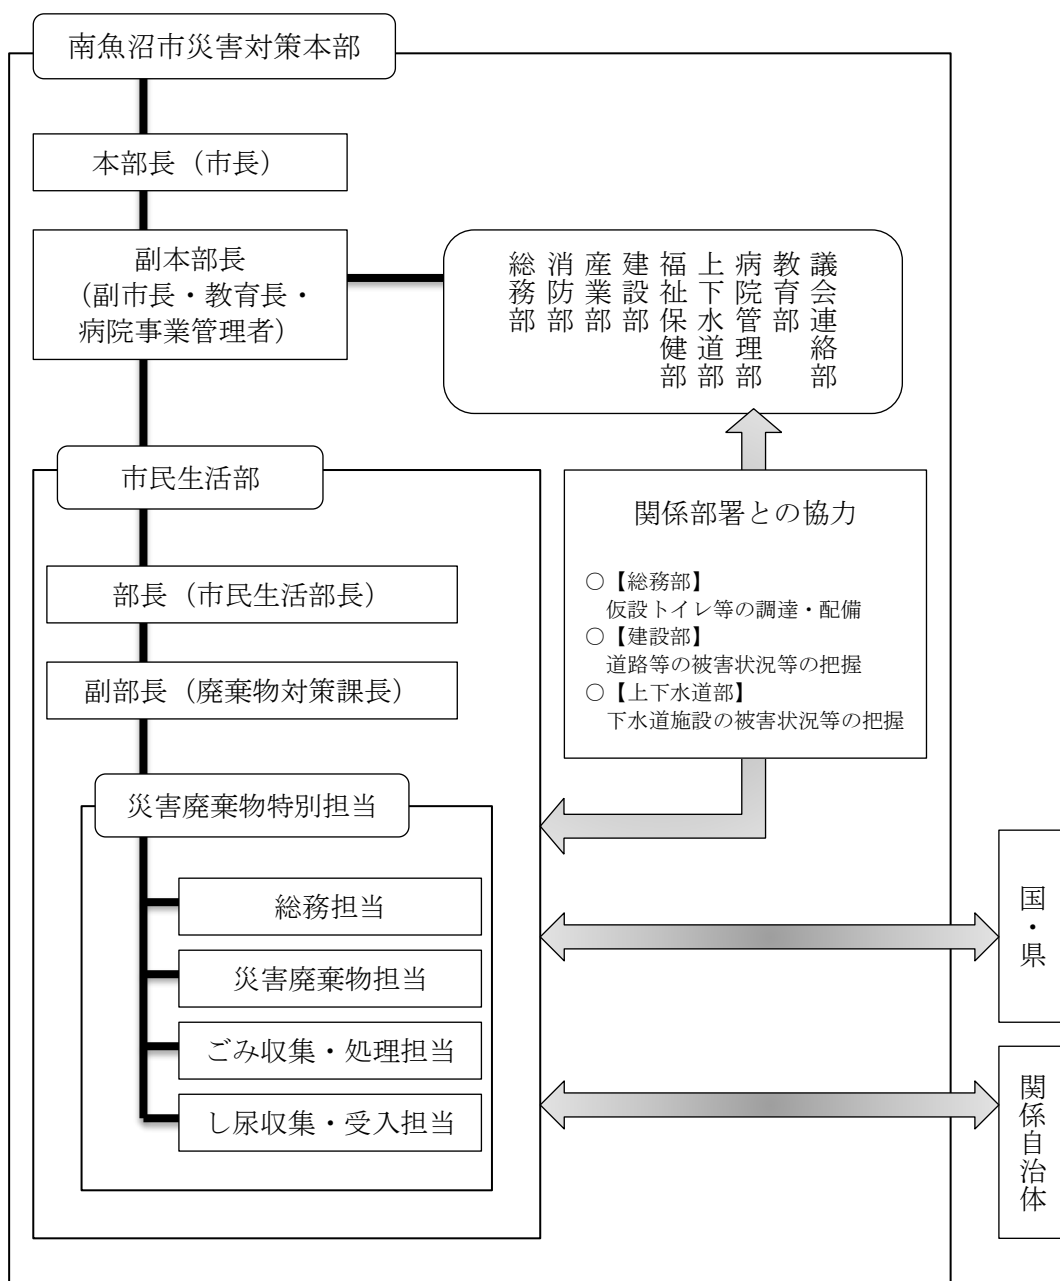 南魚沼市災害対策本部
本部長（市長）
副本部長
（副市長・教育長・
病院事業管理者）
総務部
消防部
産業部
建設部
福祉保健部
上下水道部
病院管理部
教育部
議会連絡部
市民生活部
部長（市民生活部長）
副部長（廃棄物対策課長）
災害廃棄物特別担当
総務担当
災害廃棄物担当
ごみ収集・処理担当
し尿収集・受入担当
関係部署との協力
○【総務部】
仮設トイレ等の調達・配備
○【建設部】
道路等の被害状況等の把握
○【上下水道部】
下水道施設の被害状況等の把握
国・県
関係自治体